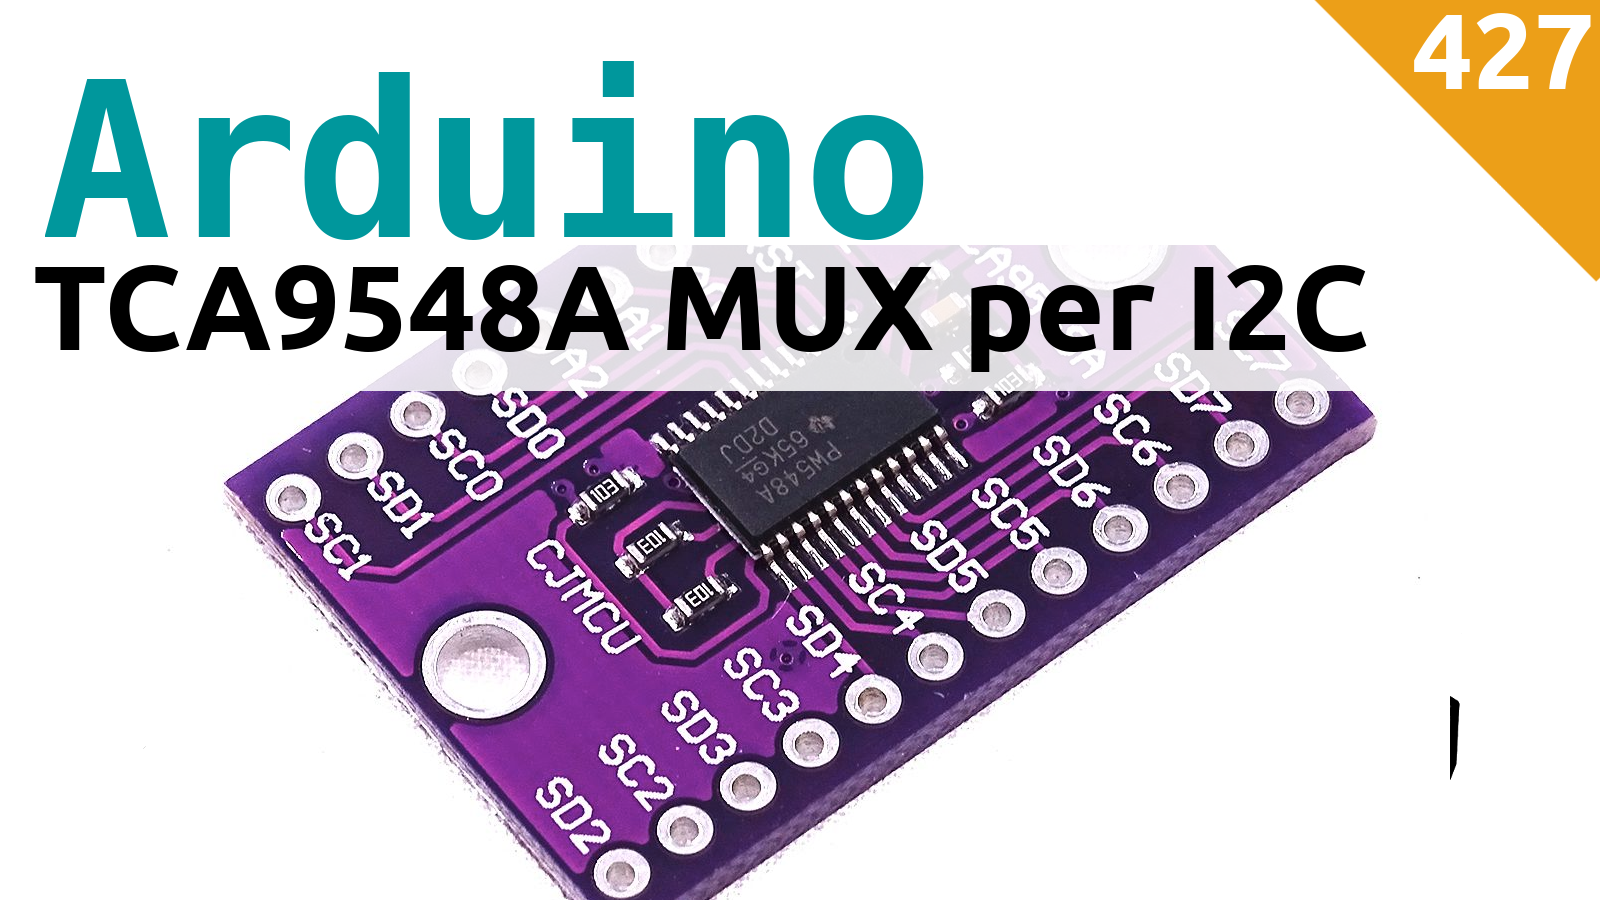 427
Arduino
TCA9548A MUX per I2C
A2
SD0
SC0
SD1
SC1
CJMCU
103
103
103
103
PW548A
65KG4
D2DJ
SD7
SC6
SD6
SC5
SD5
SC4
SD4
SC3
SD3
SC2
SD2